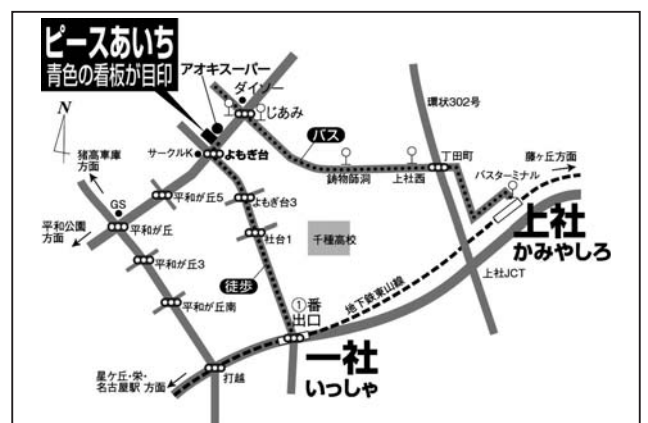 ピースあいち
青色の看板が目印
アオキスーパー
ダイソー
じあみ
N
環状302号
猪高車庫
方面
サークルK
よもぎ台
バス
丁田町
藤ヶ丘方面
鋳物師洞
上社西
バスターミナル
GS
平和が丘5
よもぎ台3
平和公園
方面
平和が丘
社台1
千種高校
上社
かみやしろ
平和が丘3
徒歩
上社JCT
地下鉄東山線
平和が丘南
①番
出口
一社
いっしゃ
星ケ丘・栄・
名古屋駅 方面
打越